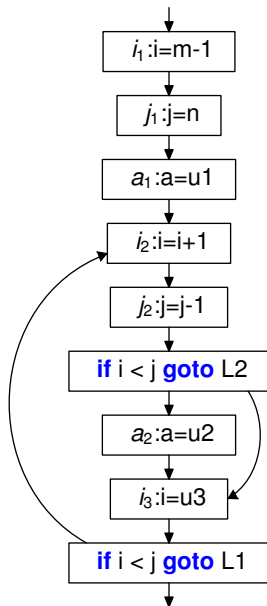 i₁:i=m-1
j₁:j=n
a₁:a=u1
i₂:i=i+1
j₂:j=j-1
if i < j goto L2
a₂:a=u2
i₃:i=u3
if i < j goto L1